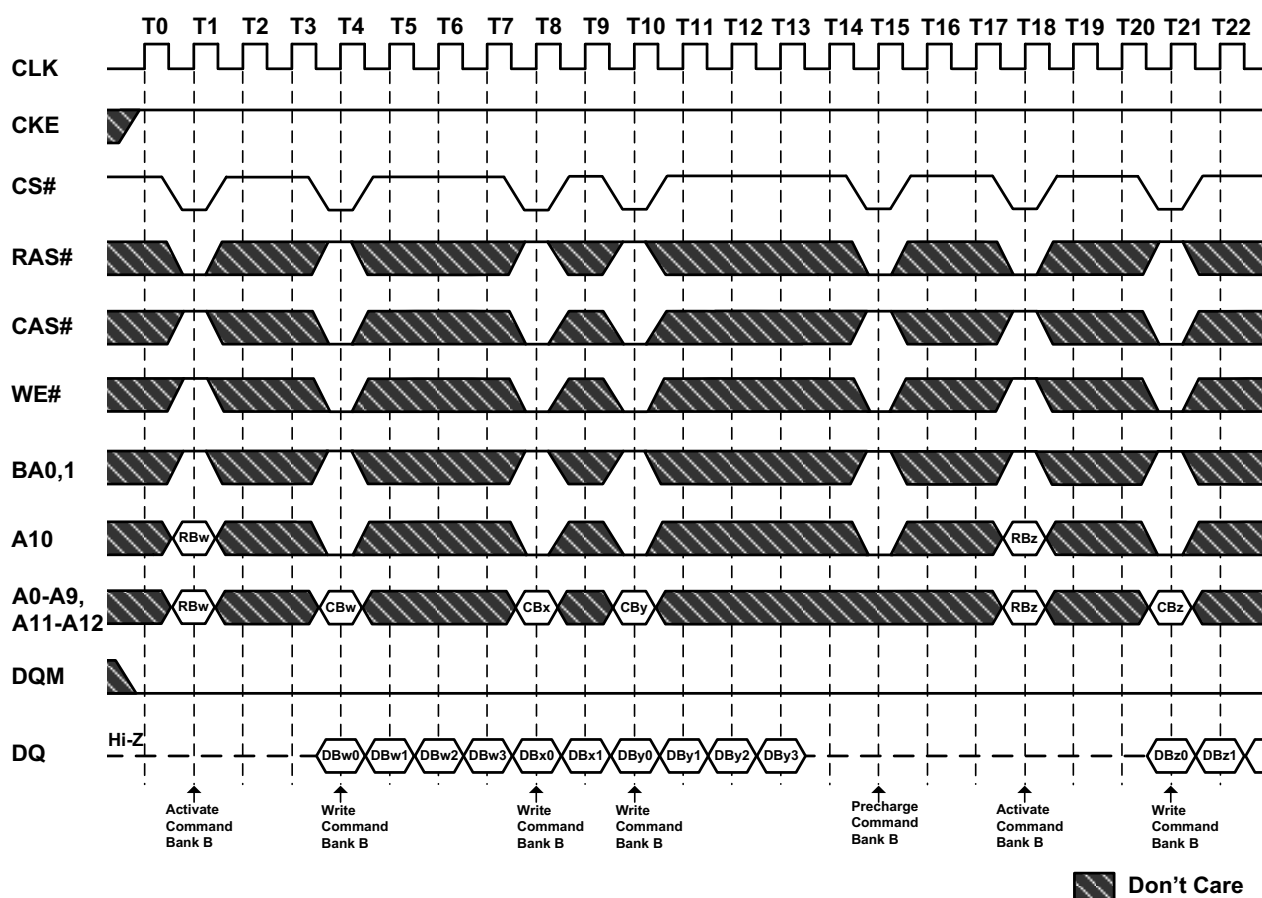 T0 T1 T2 T3 T4 T5 T6 T7 T8 T9 T10 T11 T12 T13 T14 T15 T16 T17 T18 T19 T20 T21 T22
CLK
CKE
CS#
RAS#
CAS#
WE#
BA0,1
A10
RBw
RBz
A0-A9,
A11-A12
RBw CBw CBx CBy RBz CBz
DQM
DQ
Hi-Z
DBw0 DBw1 DBw2 DBw3 DBx0 DBx1 DBy0 DBy1 DBy2 DBy3 DBz0 DBz1
Activate
Command
Bank B
Write
Command
Bank B
Write
Command
Bank B
Write
Command
Bank B
Precharge
Command
Bank B
Activate
Command
Bank B
Write
Command
Bank B
Don't Care